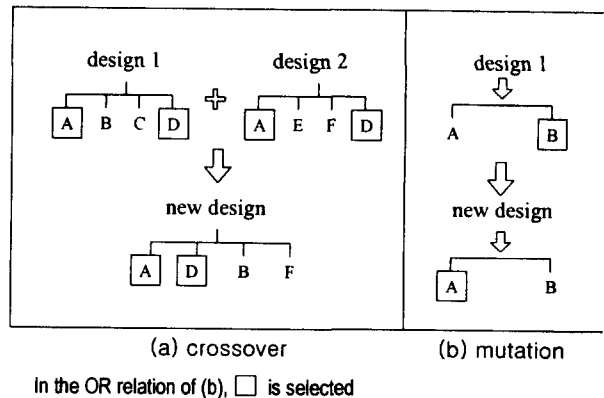 design 1
design 2
A B C D
A E F D
new design
A D B F
(a) crossover
design 1
A B
new design
A B
(b) mutation
in the OR relation of (b), □ is selected